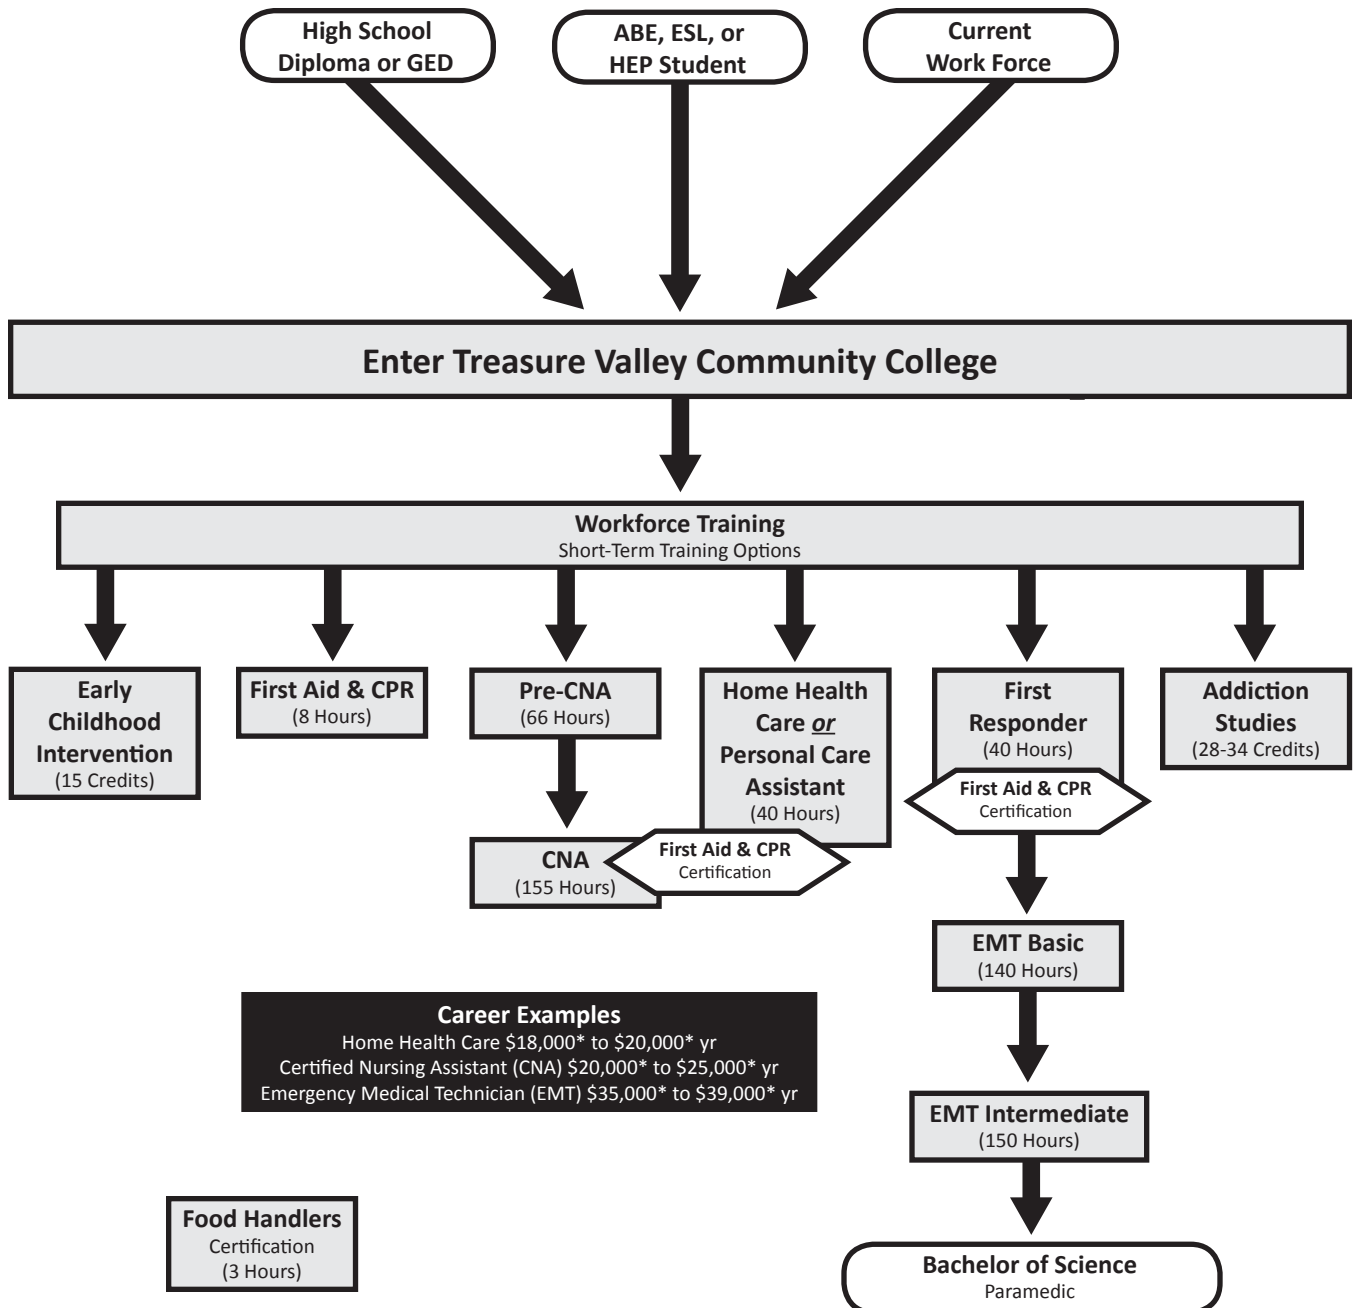 High School
Diploma or GED
ABE, ESL, or
HEP Student
Current
Work Force
Enter Treasure Valley Community College
Workforce Training
Short-Term Training Options
Early
Childhood
Intervention
(15 Credits)
First Aid & CPR
(8 Hours)
Pre-CNA
(66 Hours)
Home Health
Care or
Personal Care
Assistant
(40 Hours)
First
Responder
(40 Hours)
Addiction
Studies
(28-34 Credits)
First Aid & CPR
Certification
CNA
(155 Hours)
First Aid & CPR
Certification
EMT Basic
(140 Hours)
Career Examples
Home Health Care $18,000* to $20,000* yr
Certified Nursing Assistant (CNA) $20,000* to $25,000* yr
Emergency Medical Technician (EMT) $35,000* to $39,000* yr
EMT Intermediate
(150 Hours)
Food Handlers
Certification
(3 Hours)
Bachelor of Science
Paramedic